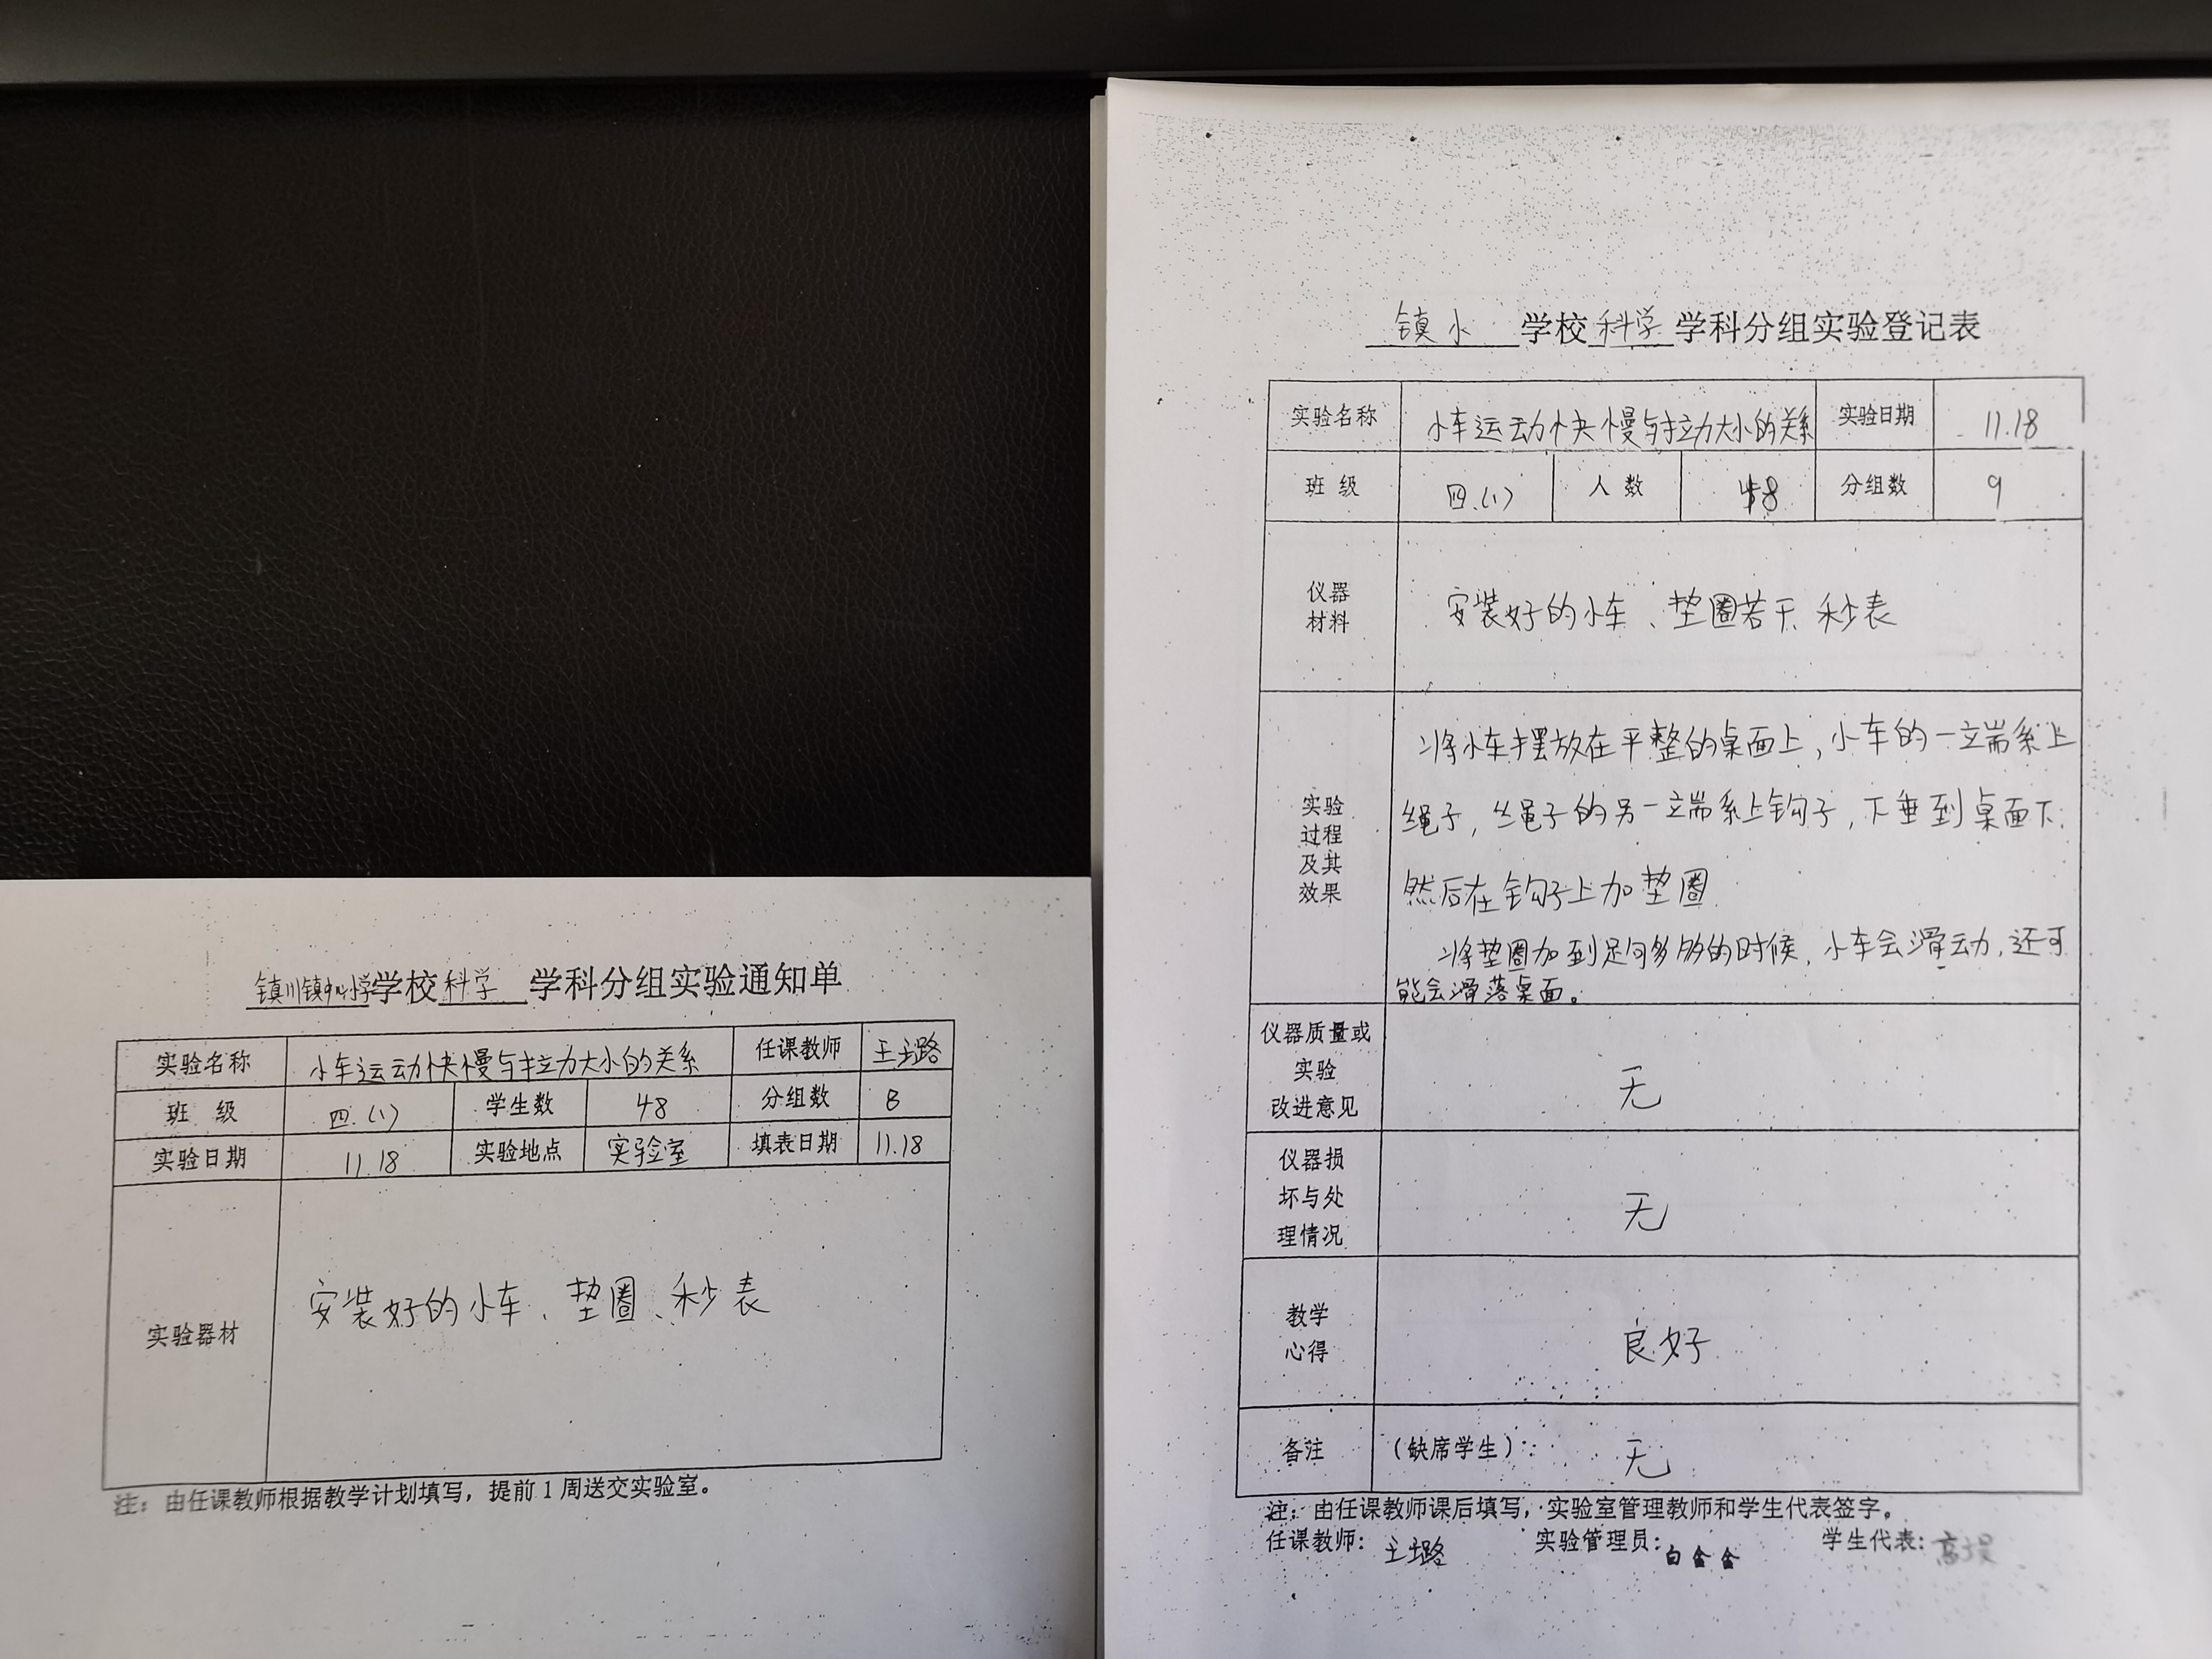 镇川镇中心小学学校科学学科分组实验通知单
实验名称 小车运动快慢与拉力大小的关系 任课教师 王璐
班 级 四.(1) 学生数 48 分组数 8
实验日期 11.18 实验地点 实验室 填表日期 11.18
实验器材 安装好的小车、垫圈、秒表
注：由任课教师根据教学计划填写，提前1周送交实验室。
镇小学校科学学科分组实验登记表
实验名称 小车运动快慢与拉力大小的关系 实验日期 11.18
班 级 四.(1) 人 数 48 分组数 9
仪器
材料
安装好的小车、垫圈若干 秒表
实验
过程
及其
效果
将小车摆放在平整的桌面上，小车的一端系上
绳子，绳子的另一端系上钩子，下垂到桌面下.
然后在钩子上加垫圈
将垫圈加到足够多的时候，小车会滑动，还可
能会滑落桌面。
仪器质量或
实验
改进意见
无
仪器损
坏与处
理情况
无
教学
心得
良好
备注 （缺席学生）： 无
注：由任课教师课后填写，实验室管理教师和学生代表签字。
任课教师： 实验管理员： 学生代表：